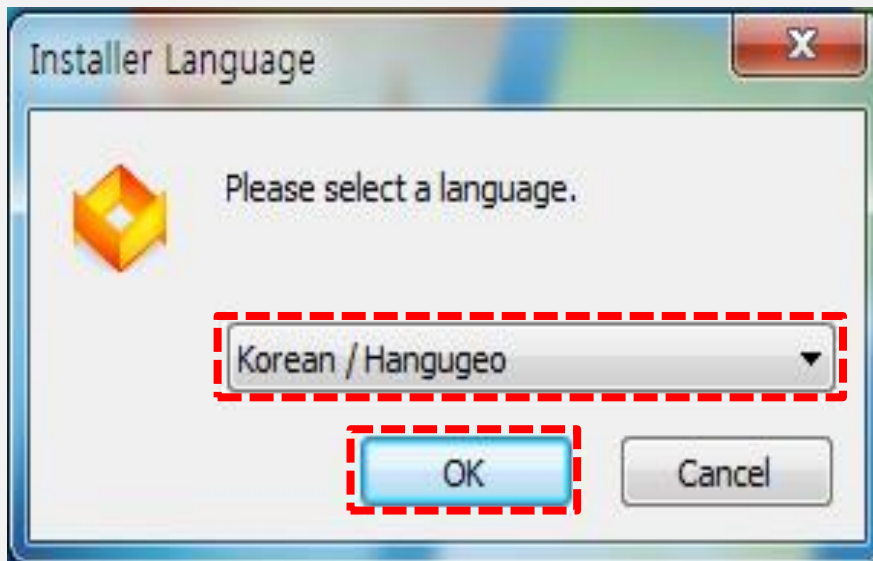 Installer Language
Please select a language.
Korean / Hangugeo
OK
Cancel